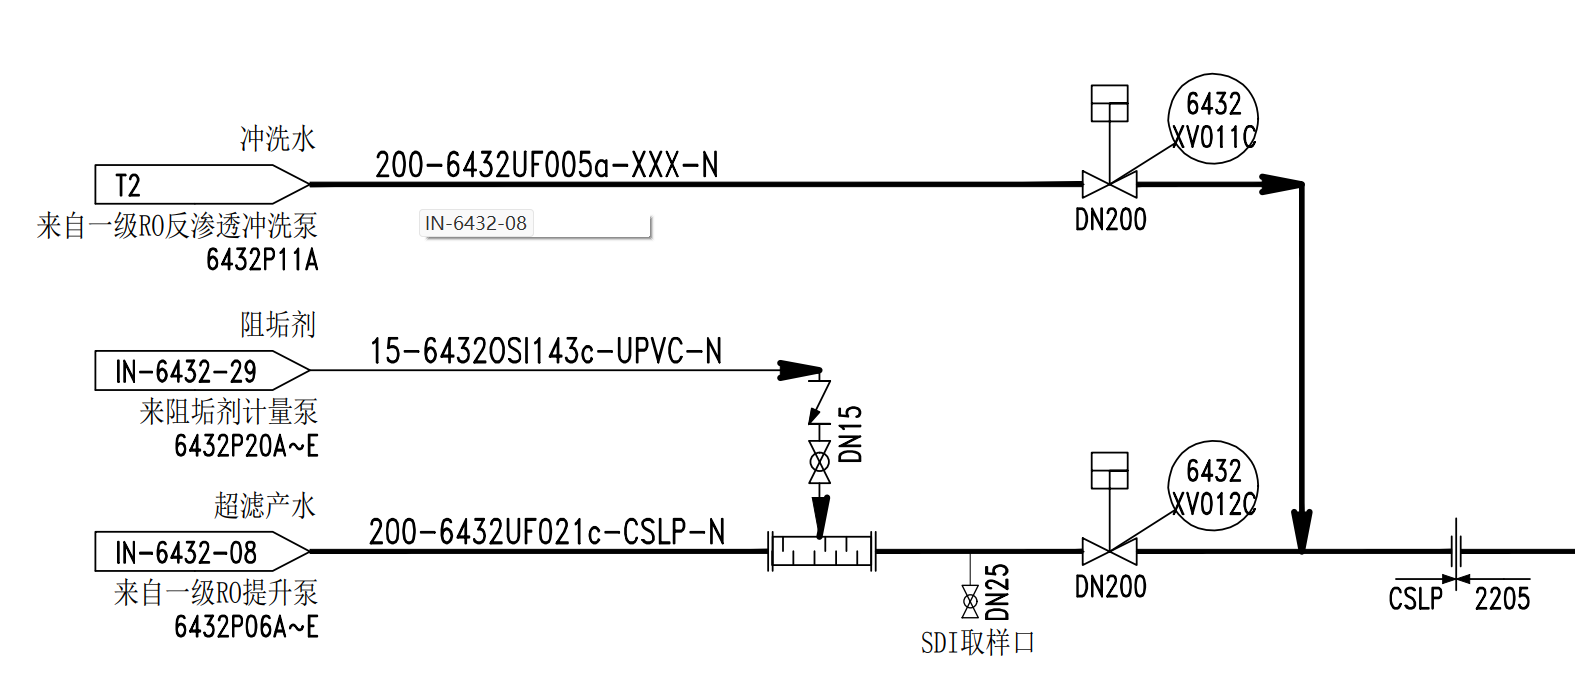 冲洗水
200-6432UF005a-XXX-N
6432
XV011C
T2
DN200
来自一级RO反渗透冲洗泵
6432P11A
IN-6432-08
阻垢剂
15-6432OSI143c-UPVC-N
IN-6432-29
来阻垢剂计量泵
6432P20A~E
DN15
超滤产水
200-6432UF021c-CSLP-N
6432
XV012C
IN-6432-08
DN200
来自一级RO提升泵
6432P06A~E
DN25
SDI取样口
CSLP
2205